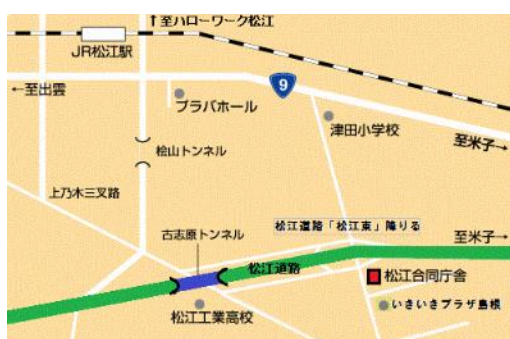 ↑至ハローワーク松江
JR松江駅
←至出雲
9
プラバホール
津田小学校
至米子→
桧山トンネル
上乃木三叉路
古志原トンネル
松江道路「松江東」降りる
至米子→
松江道路
松江合同庁舎
いきいきプラザ島根
松江工業高校